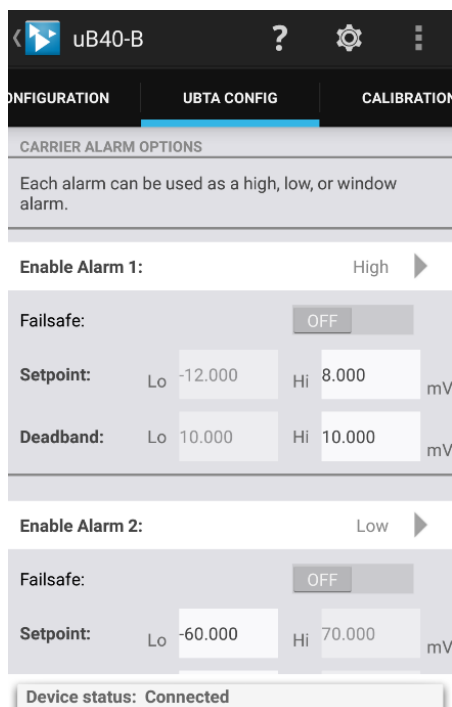 uB40-B ?
ONFIGURATION UBTA CONFIG CALIBRATION
CARRIER ALARM OPTIONS
Each alarm can be used as a high, low, or window
alarm.
Enable Alarm 1: High
Failsafe: OFF
Setpoint: Lo -12.000 Hi 8.000 mV
Deadband: Lo 10.000 Hi 10.000 mV
Enable Alarm 2: Low
Failsafe: OFF
Setpoint: Lo -60.000 Hi 70.000 mV
Device status: Connected